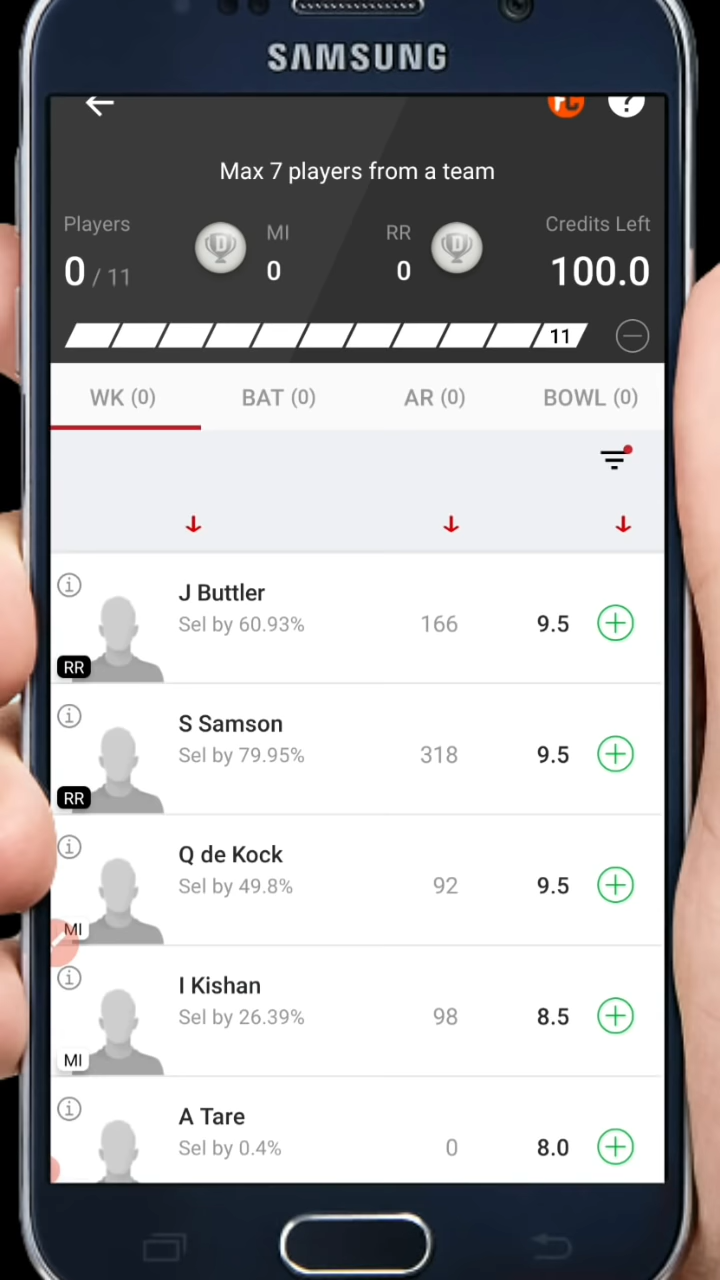 SAMSUNG
FC ?
Max 7 players from a team
Players MI RR Credits Left
0 / 11 0 0 100.0
11
WK (0) BAT (0) AR (0) BOWL (0)
J Buttler
Sel by 60.93% 166 9.5
RR
S Samson
Sel by 79.95% 318 9.5
RR
Q de Kock
Sel by 49.8% 92 9.5
MI
I Kishan
Sel by 26.39% 98 8.5
MI
A Tare
Sel by 0.4% 0 8.0